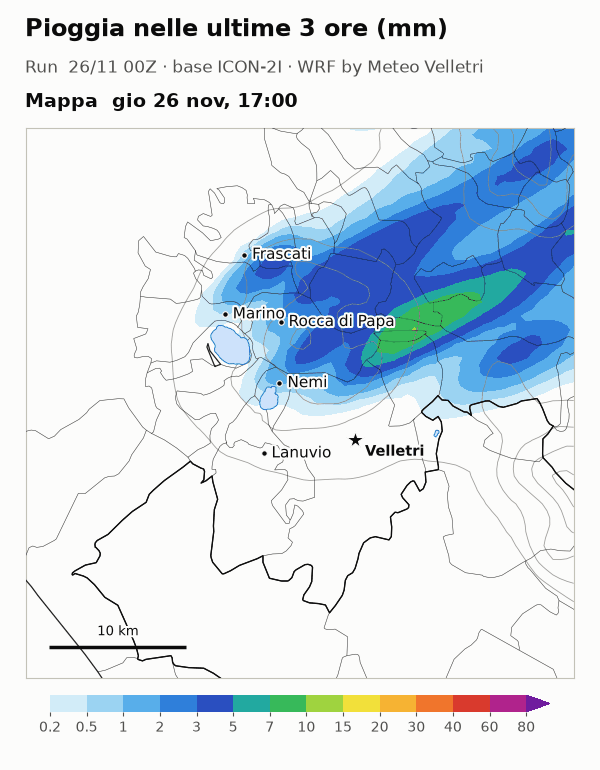 Pioggia nelle ultime 3 ore (mm)
Run  26/11 00Z · base ICON-2I · WRF by Meteo Velletri
Mappa  gio 26 nov, 17:00
Frascati
Marino
Rocca di Papa
Nemi
Velletri
Lanuvio
10 km
0.2 0.5 1 2 3 5 7 10 15 20 30 40 60 80